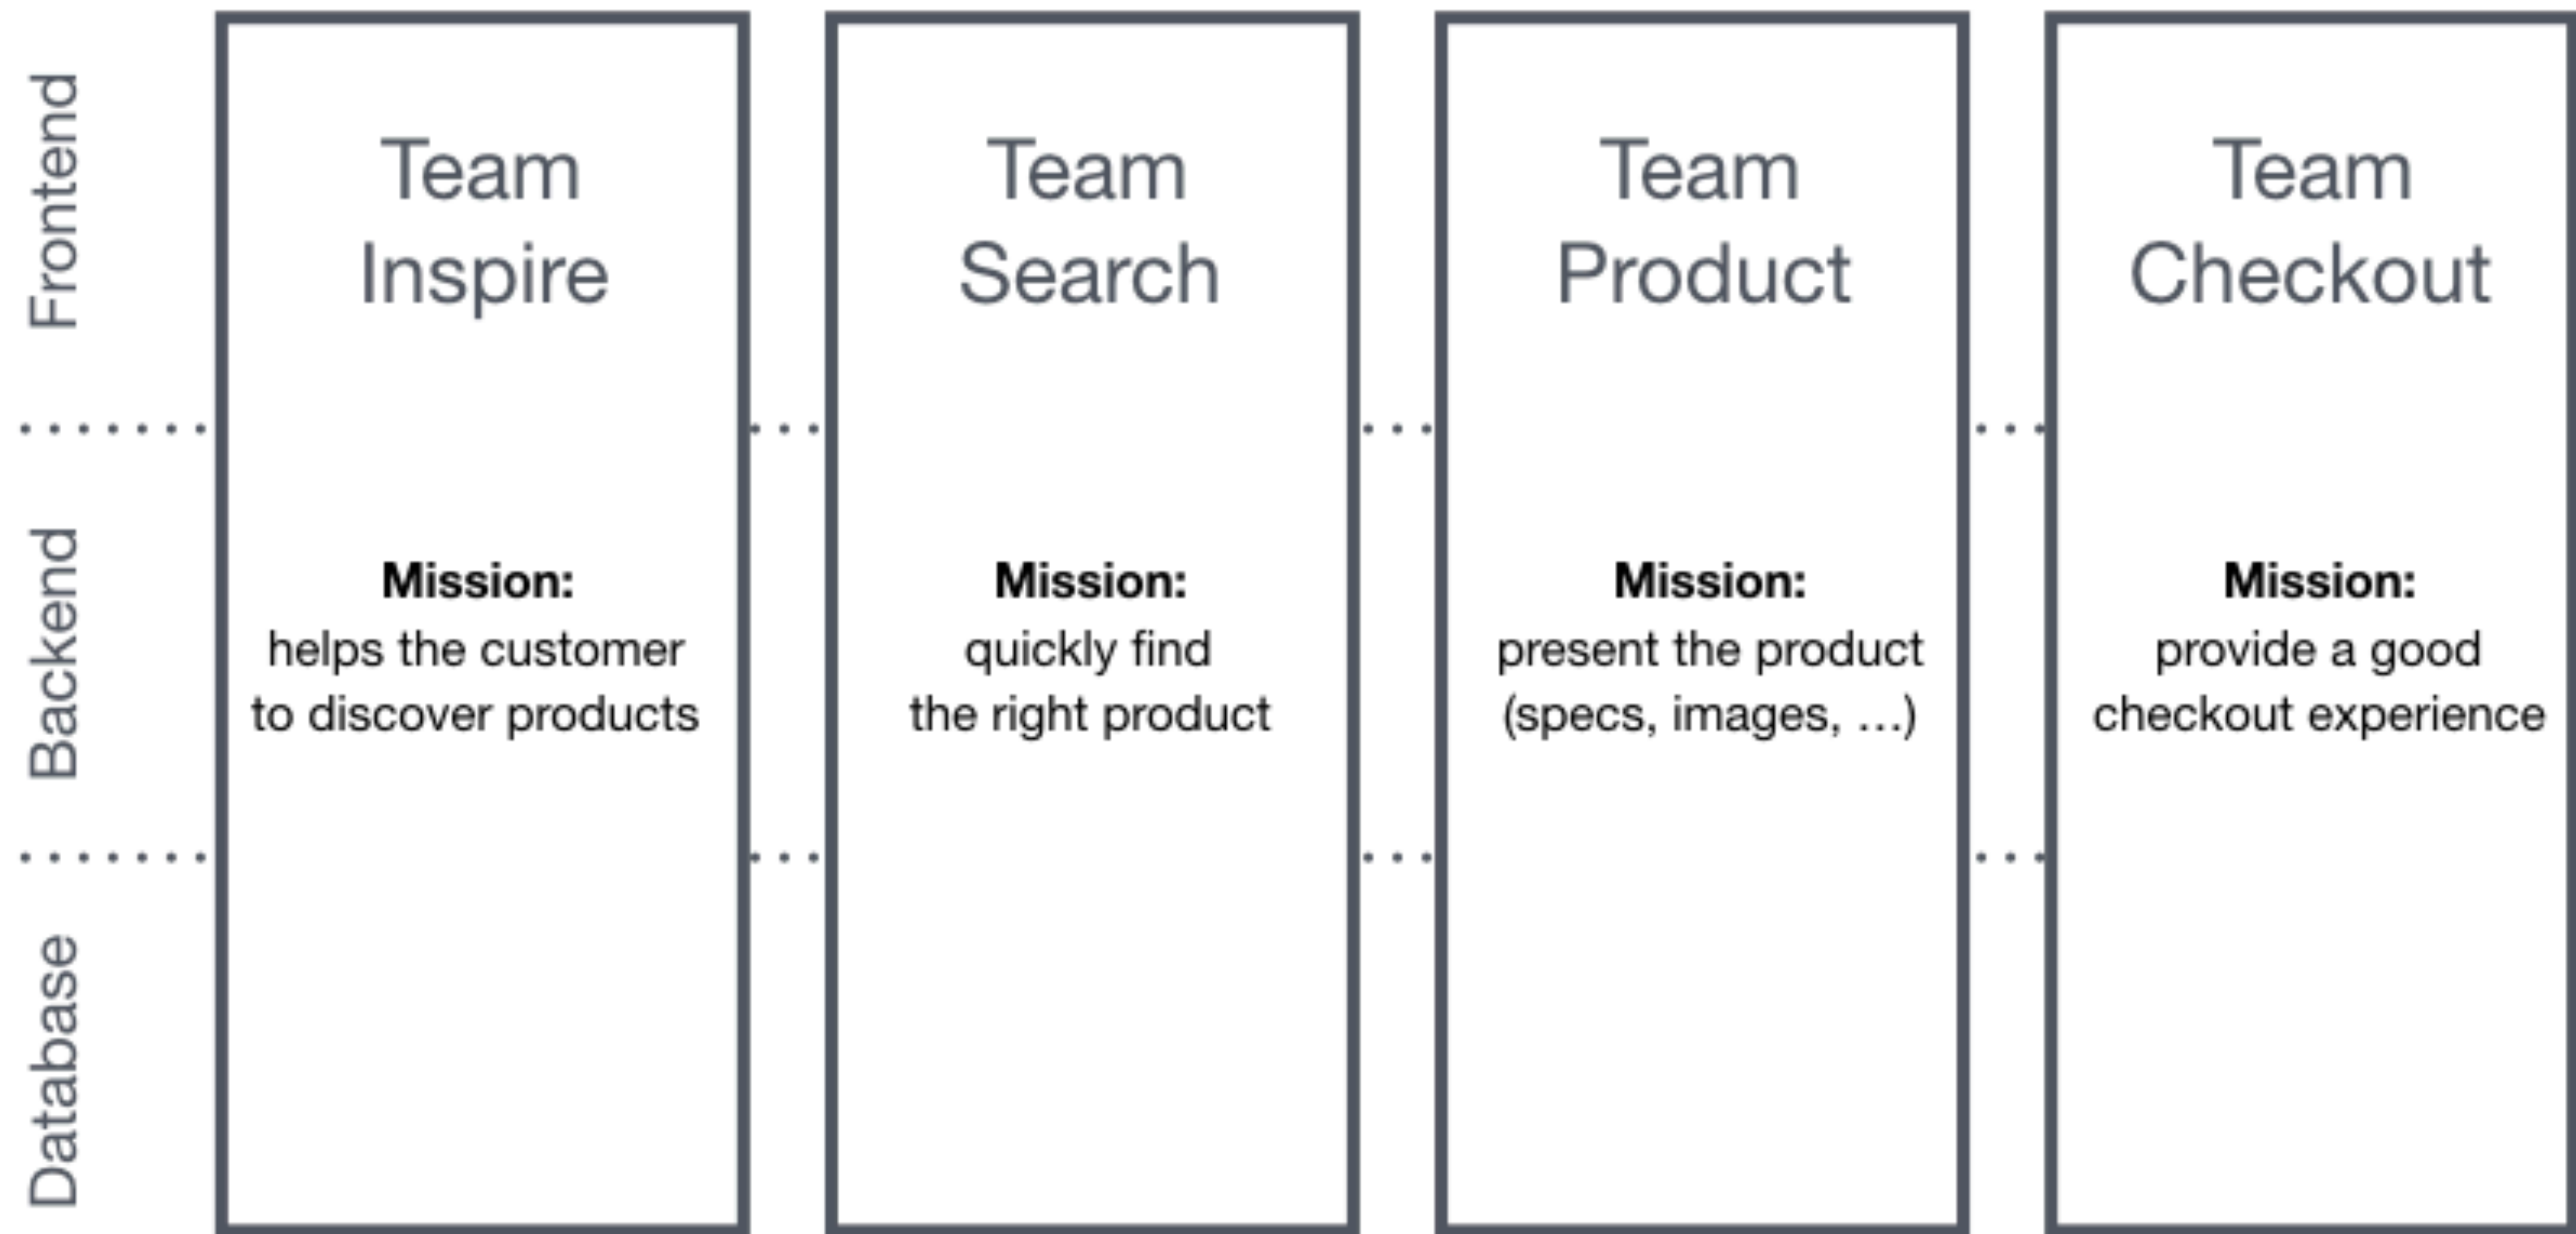 Frontend
Team
Inspire
Team
Search
Team
Product
Team
Checkout
Backend
Mission:
helps the customer
to discover products
Mission:
quickly find
the right product
Mission:
present the product
(specs, images, …)
Mission:
provide a good
checkout experience
Database